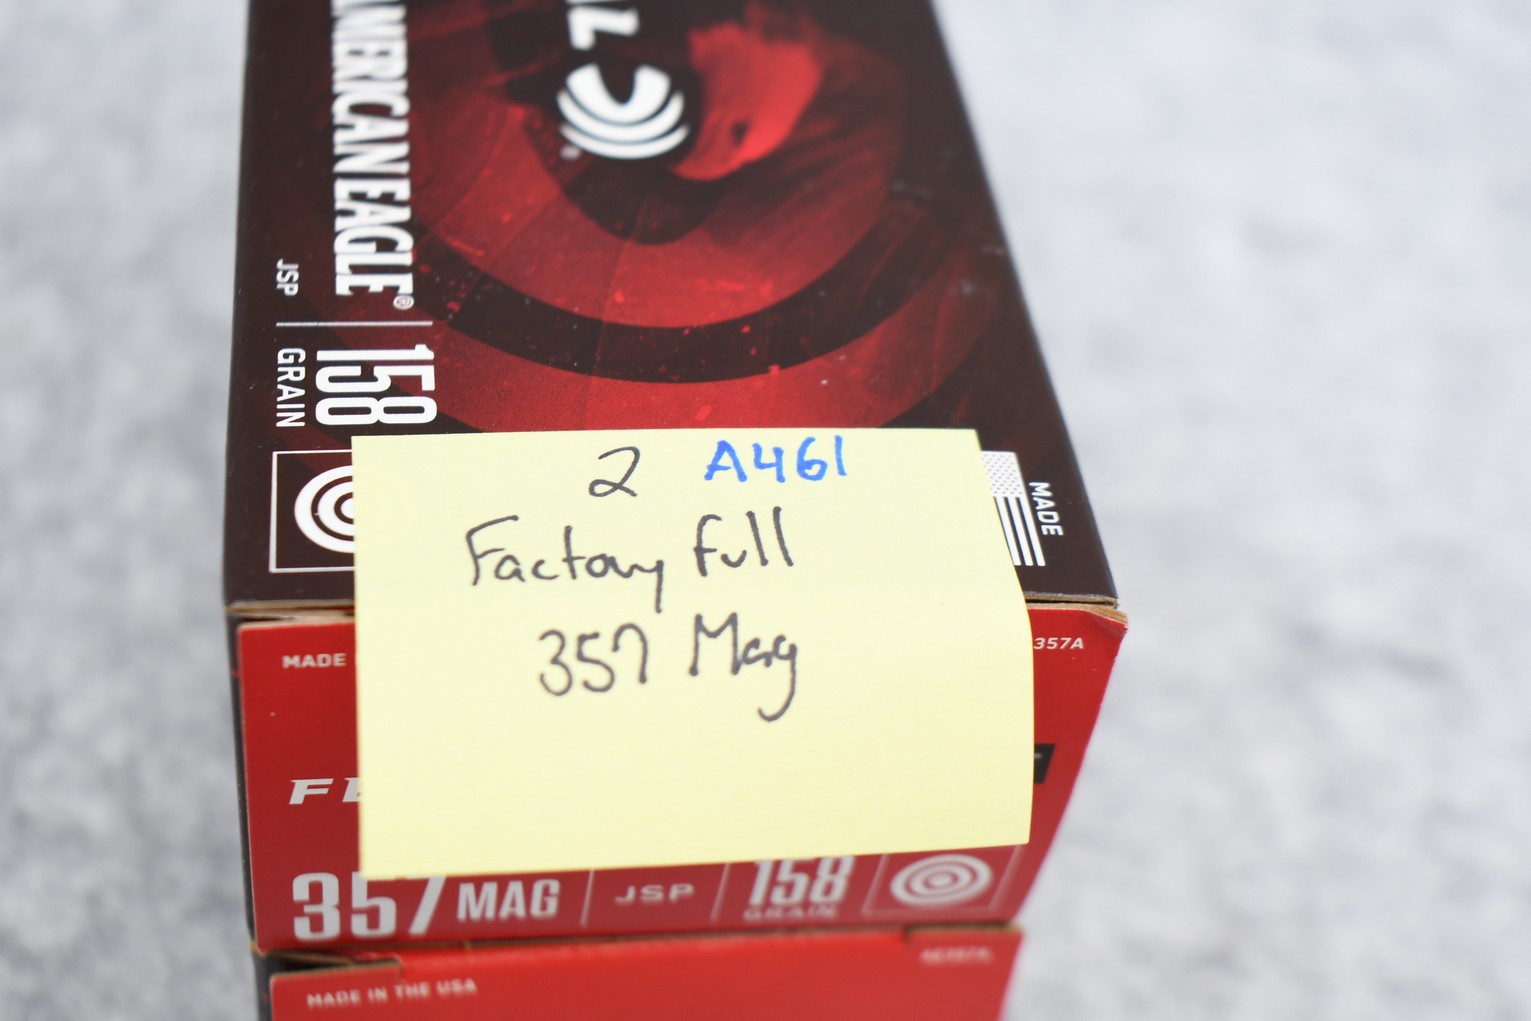 AMERICAN EAGLE®
JSP
158
GRAIN
MADE
2 A461
Factory full
357 Mag
MADE
357A
357 MAG
JSP
158
GRAIN
MADE IN THE USA